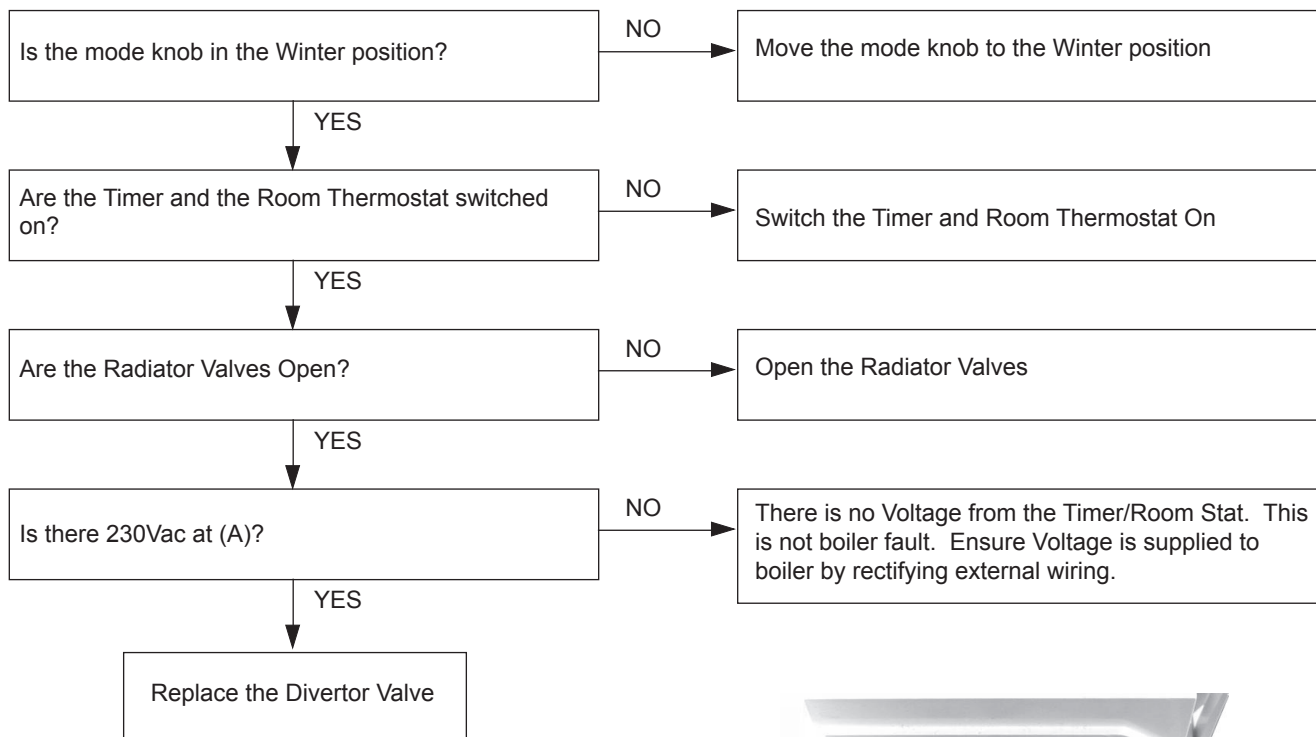 Is the mode knob in the Winter position?
NO
Move the mode knob to the Winter position
YES
Are the Timer and the Room Thermostat switched
on?
NO
Switch the Timer and Room Thermostat On
YES
Are the Radiator Valves Open?
NO
Open the Radiator Valves
YES
Is there 230Vac at (A)?
NO
There is no Voltage from the Timer/Room Stat.  This
is not boiler fault.  Ensure Voltage is supplied to
boiler by rectifying external wiring.
YES
Replace the Divertor Valve